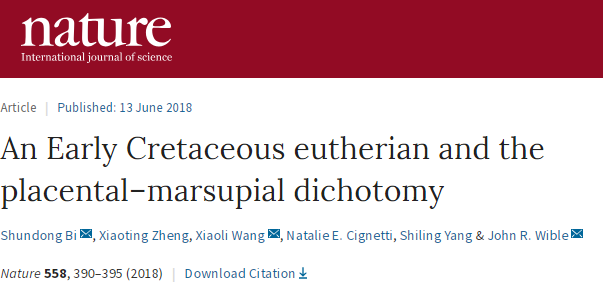 nature
International journal of science
Article | Published: 13 June 2018
An Early Cretaceous eutherian and the
placental–marsupial dichotomy
Shundong Bi, Xiaoting Zheng, Xiaoli Wang, Natalie E. Cignetti, Shiling Yang & John R. Wible
Nature 558, 390–395 (2018) | Download Citation